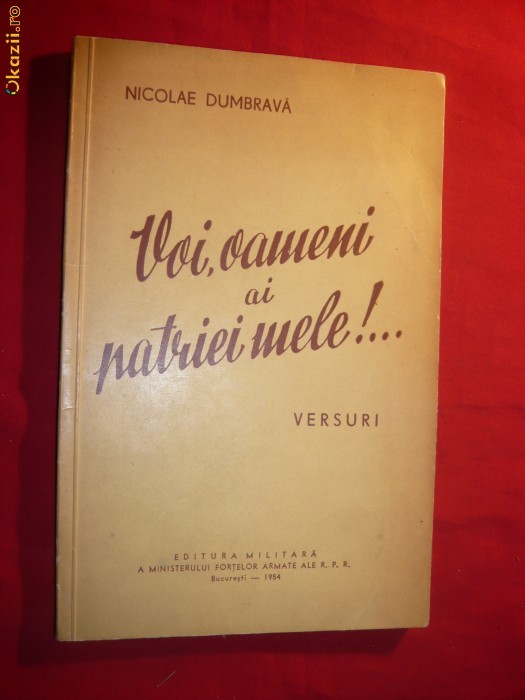 Okazii.ro
NICOLAE DUMBRAVĂ
Voi, oameni
ai
patriei mele!...
VERSURI
EDITURA MILITARĂ
A MINISTERULUI FORȚELOR ARMATE ALE R. P. R.
București — 1954